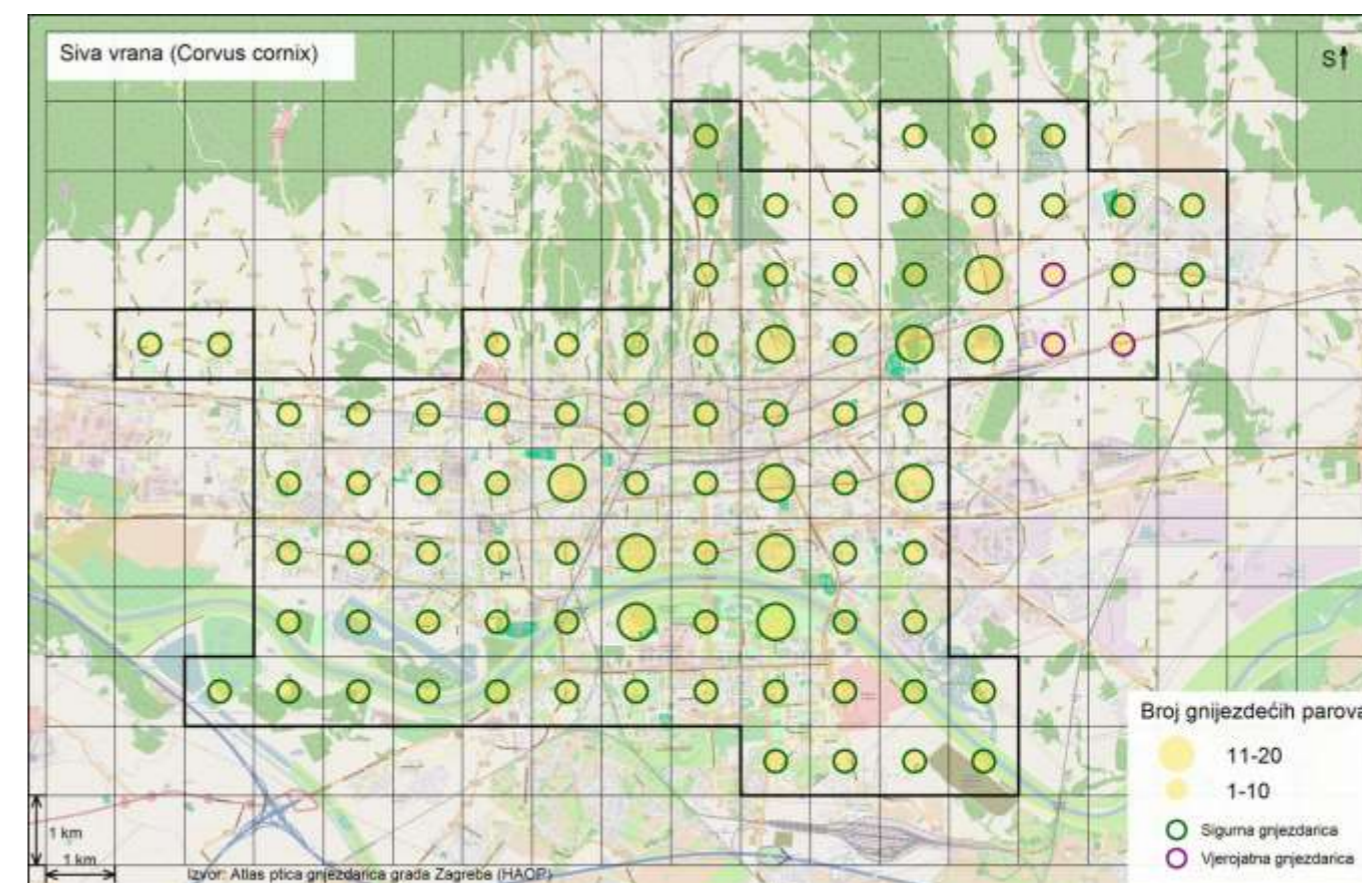 Siva vrana (Corvus cornix)
S
Broj gnijezdećih parova
11-20
1-10
Sigurna gnjezdarica
Vjerojatna gnjezdarica
1 km
1 km
Izvor: Atlas ptica gnjezdarica grada Zagreba (HAOP)